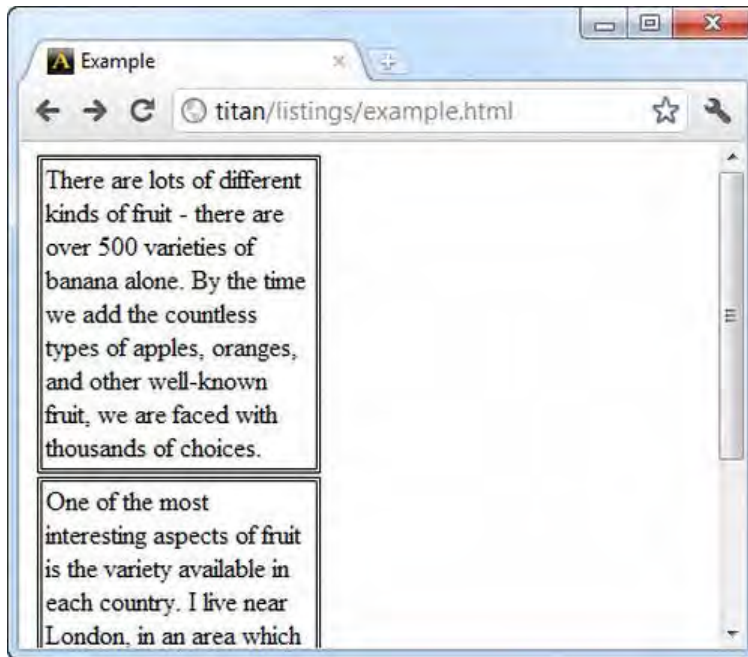 Example
titan/listings/example.html
There are lots of different
kinds of fruit - there are
over 500 varieties of
banana alone. By the time
we add the countless
types of apples, oranges,
and other well-known
fruit, we are faced with
thousands of choices.
One of the most
interesting aspects of fruit
is the variety available in
each country. I live near
London, in an area which